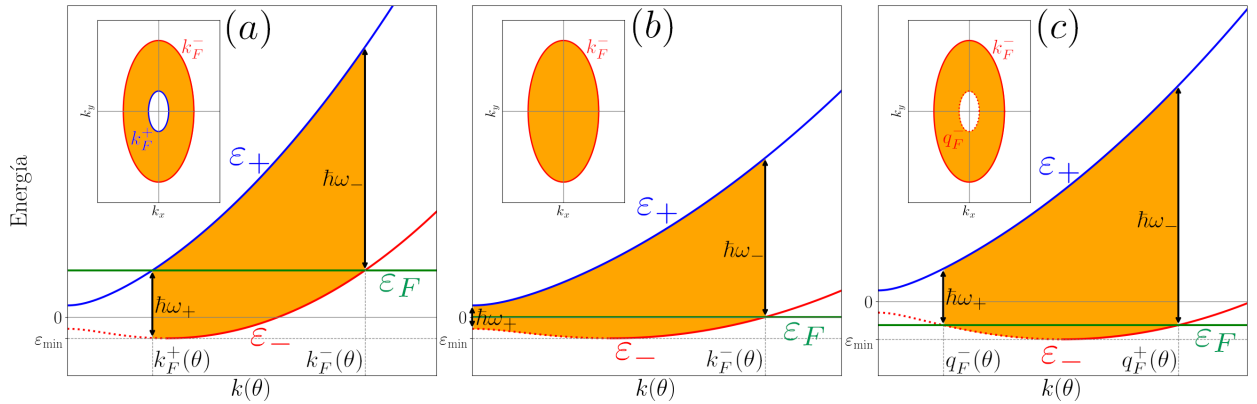 Energía
(a)
k_F^-
k_F^+
k_y
k_x
ε_+
ħω_-
ħω_+
ε_F
ε_-
0
ε_min
k_F^+(θ)
k_F^-(θ)
k(θ)
(b)
k_F^-
k_y
k_x
ε_+
ħω_-
ħω_+
ε_F
ε_-
0
ε_min
k_F^-(θ)
k(θ)
(c)
k_F^-
q_F^-
k_y
k_x
ε_+
ħω_-
ħω_+
ε_F
ε_-
0
ε_min
q_F^-(θ)
q_F^+(θ)
k(θ)